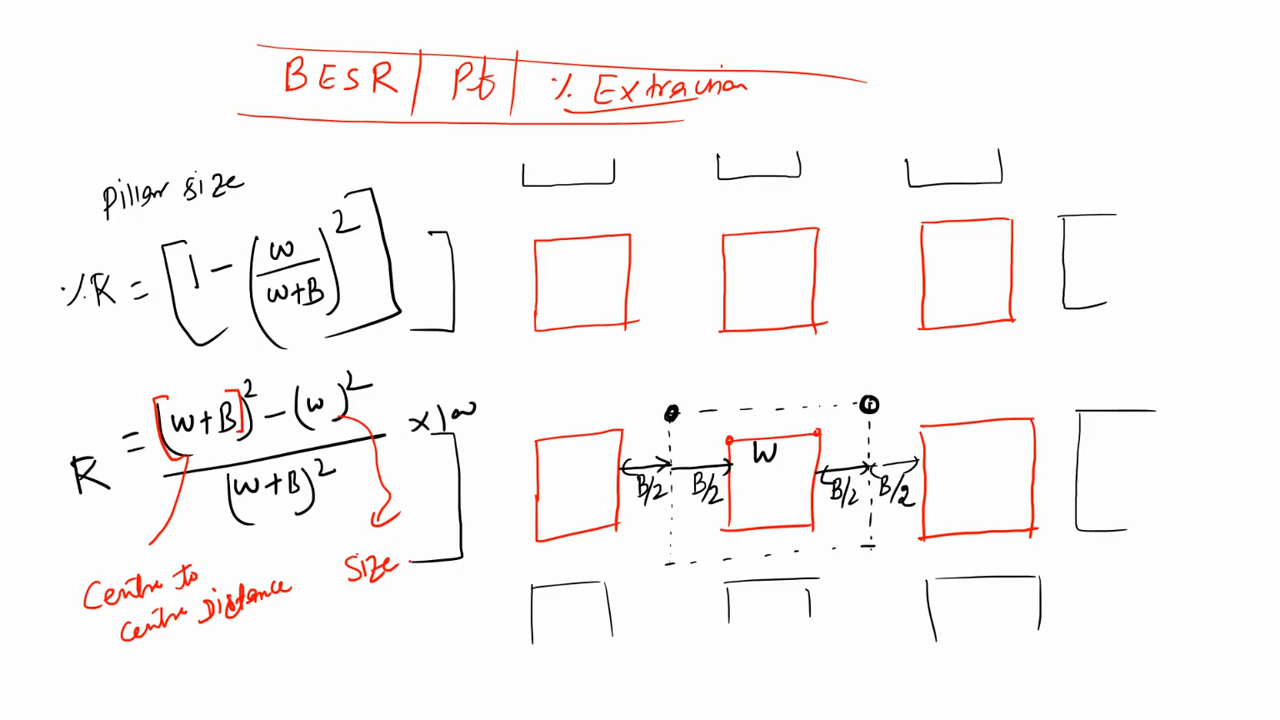 BESR | Pf | % Extraction
Pillar size
% R = [1 - (w/w+B)^2]
R = [(w+B)]^2 - (w)^2 / (w+B)^2 × 100
Centre to
centre Distance
Size
W
B/2 B/2 B/2 B/2